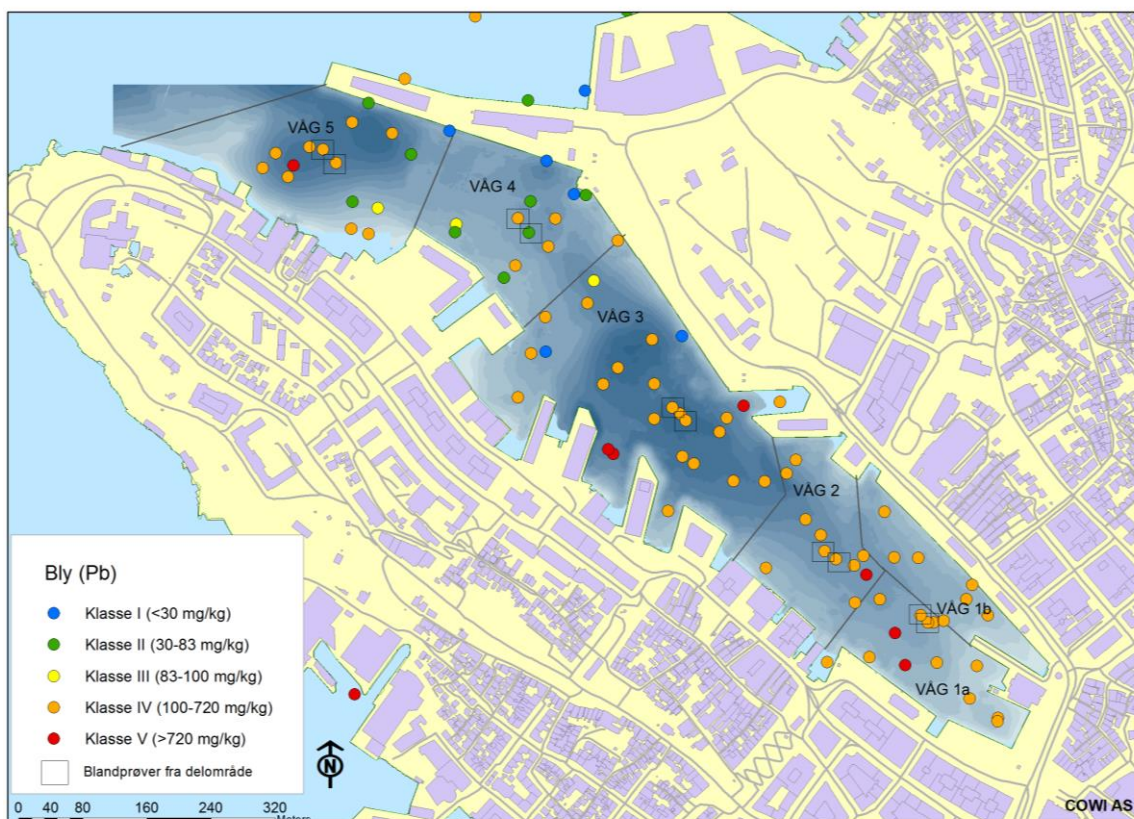 VÅG 5
VÅG 4
VÅG 3
VÅG 2
VÅG 1b
VÅG 1a
Bly (Pb)
Klasse I (<30 mg/kg)
Klasse II (30-83 mg/kg)
Klasse III (83-100 mg/kg)
Klasse IV (100-720 mg/kg)
Klasse V (>720 mg/kg)
Blandprøver fra delområde
N
0 40 80 160 240 320
Meters
COWI AS